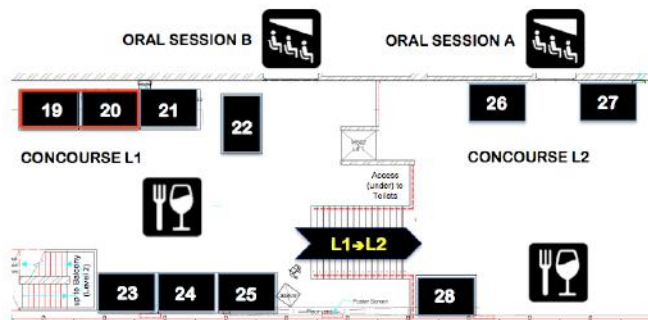 ORAL SESSION B
ORAL SESSION A
19
20
21
22
26
27
CONCOURSE L1
CONCOURSE L2
Access
(under) to
Toilets
L1→L2
up to Balcony
(Level 2)
23
24
25
28
Poster Screen